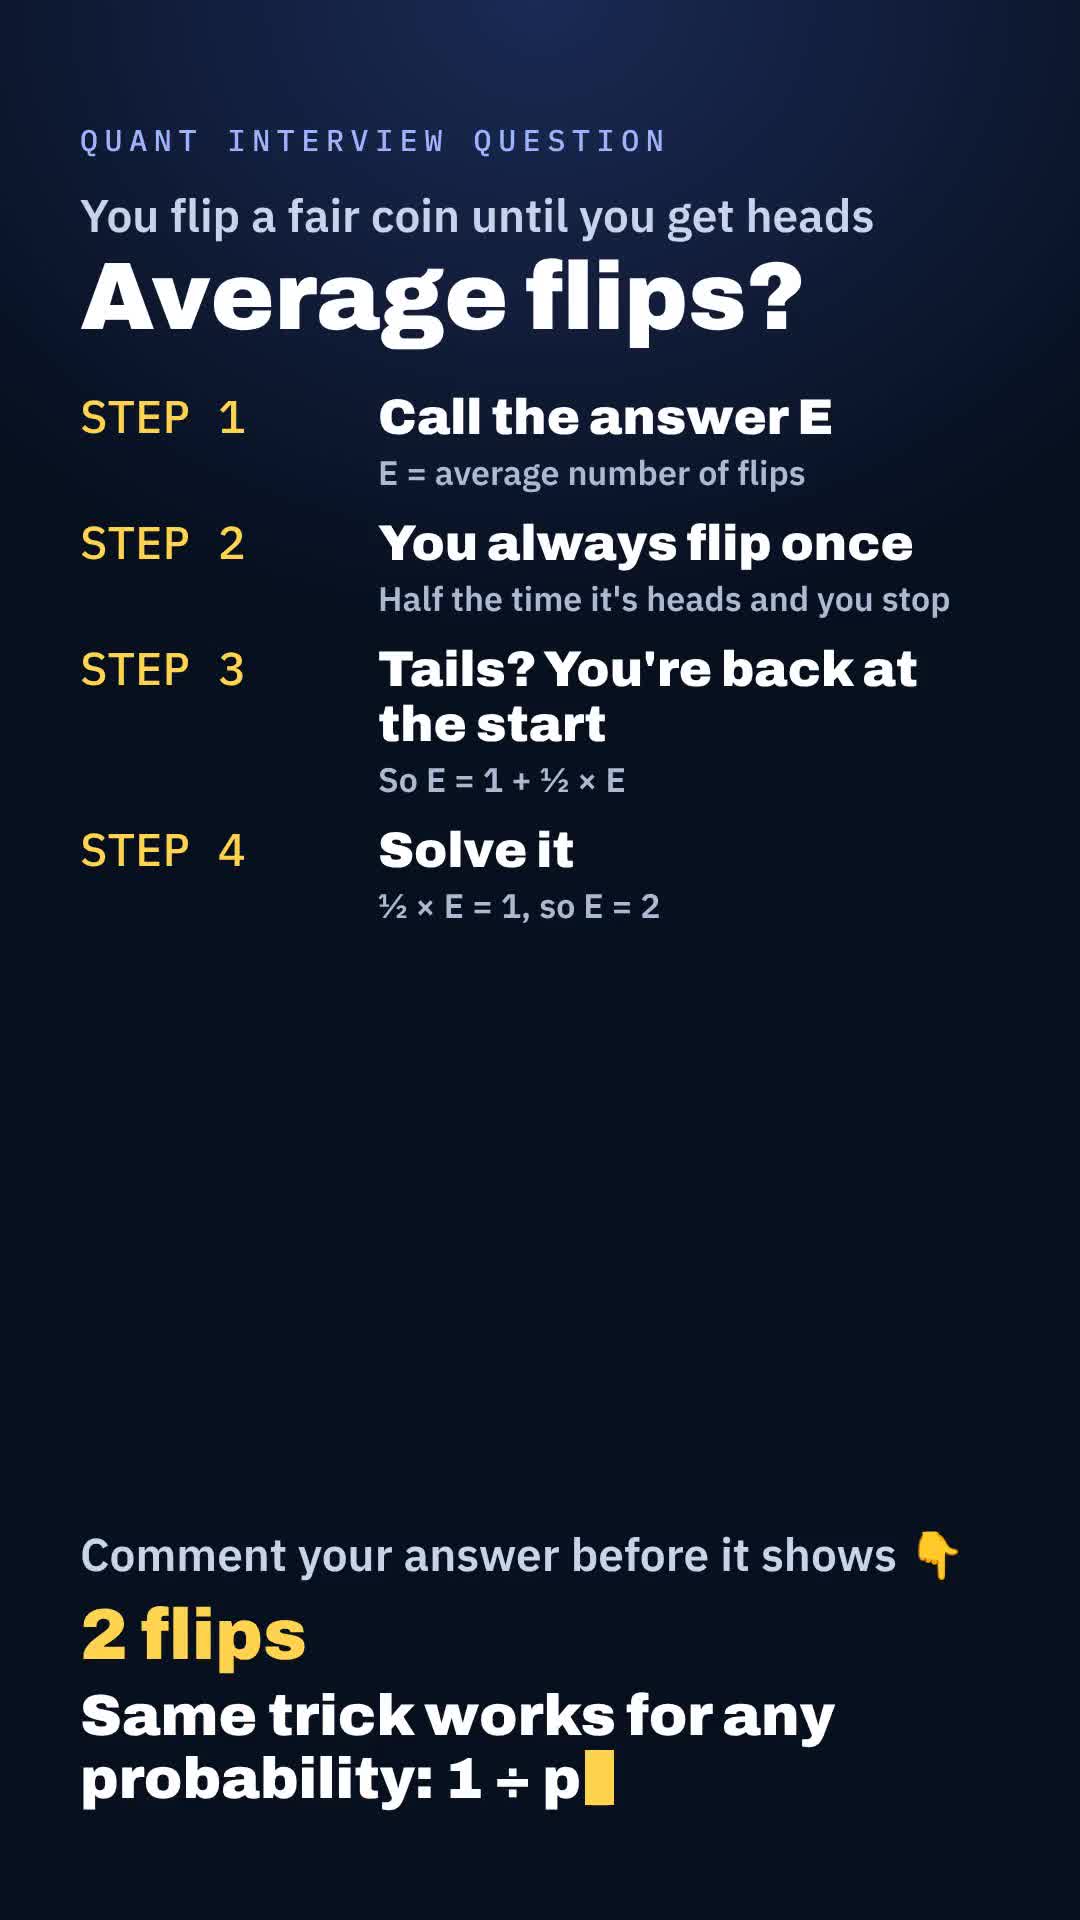 QUANT INTERVIEW QUESTION
You flip a fair coin until you get heads
Average flips?
STEP 1
Call the answer E
E = average number of flips
STEP 2
You always flip once
Half the time it's heads and you stop
STEP 3
Tails? You're back at
the start
So E = 1 + ½ × E
STEP 4
Solve it
½ × E = 1, so E = 2
Comment your answer before it shows 👇
2 flips
Same trick works for any
probability: 1 ÷ p